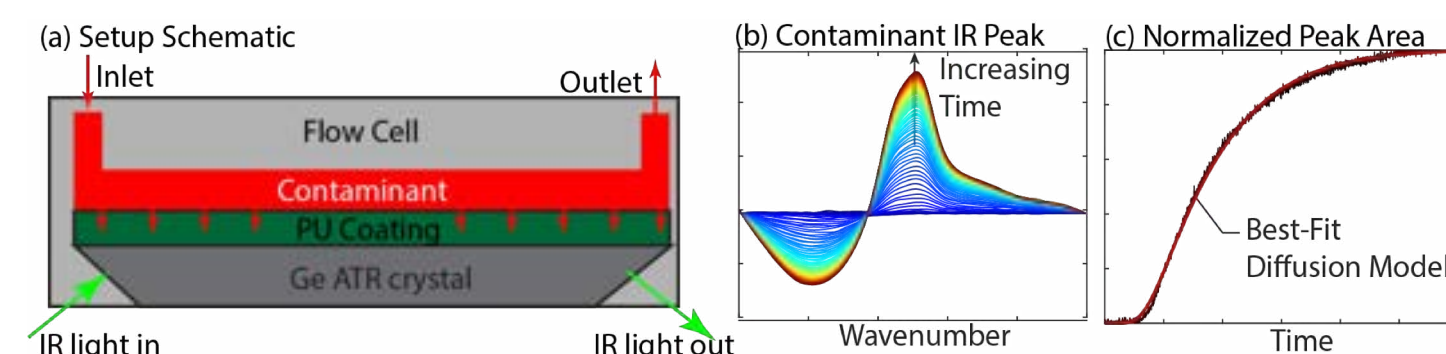 (a) Setup Schematic
Inlet
Outlet
Flow Cell
Contaminant
PU Coating
Ge ATR crystal
IR light in
IR light out
(b) Contaminant IR Peak
Increasing
Time
Wavenumber
(c) Normalized Peak Area
Best-Fit
Diffusion Model
Time